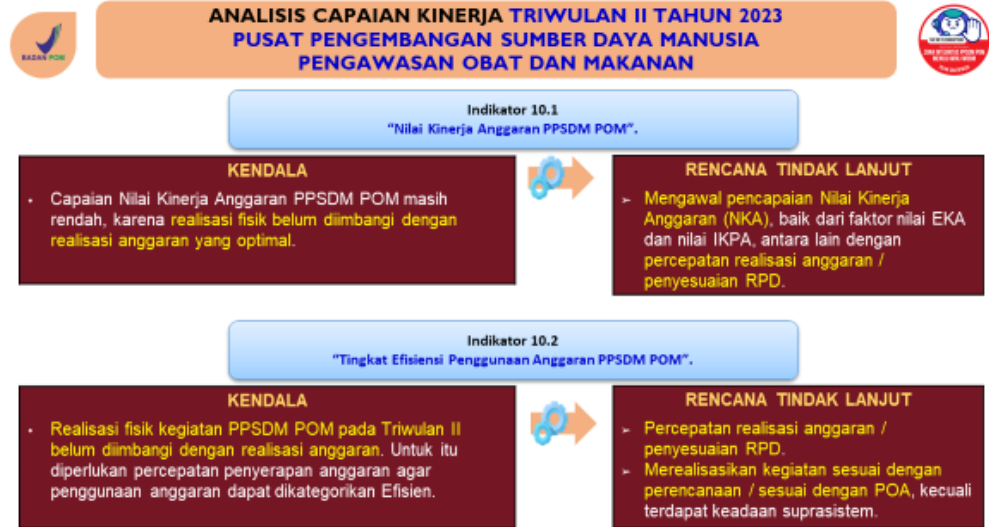 ANALISIS CAPAIAN KINERJA TRIWULAN II TAHUN 2023
PUSAT PENGEMBANGAN SUMBER DAYA MANUSIA
PENGAWASAN OBAT DAN MAKANAN
BADAN POM
Indikator 10.1
"Nilai Kinerja Anggaran PPSDM POM".
KENDALA
• Capaian Nilai Kinerja Anggaran PPSDM POM masih
rendah, karena realisasi fisik belum diimbangi dengan
realisasi anggaran yang optimal.
RENCANA TINDAK LANJUT
➢ Mengawal pencapaian Nilai Kinerja
Anggaran (NKA), baik dari faktor nilai EKA
dan nilai IKPA, antara lain dengan
percepatan realisasi anggaran /
penyesuaian RPD.
Indikator 10.2
"Tingkat Efisiensi Penggunaan Anggaran PPSDM POM".
KENDALA
• Realisasi fisik kegiatan PPSDM POM pada Triwulan II
belum diimbangi dengan realisasi anggaran. Untuk itu
diperlukan percepatan penyerapan anggaran agar
penggunaan anggaran dapat dikategorikan Efisien.
RENCANA TINDAK LANJUT
➢ Percepatan realisasi anggaran /
penyesuaian RPD.
➢ Merealisasikan kegiatan sesuai dengan
perencanaan / sesuai dengan POA, kecuali
terdapat keadaan suprasistem.